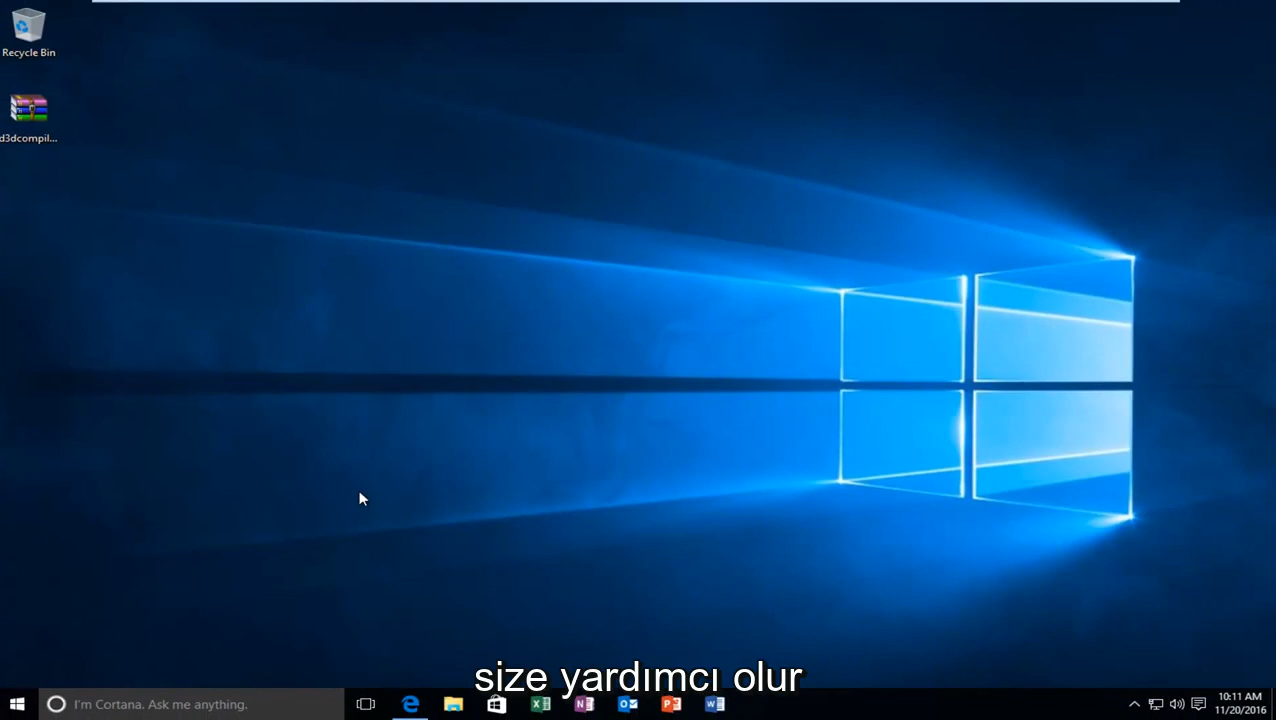 Recycle Bin
d3dcompil...
size yardımcı olur
I'm Cortana. Ask me anything.
10:11 AM
11/20/2016